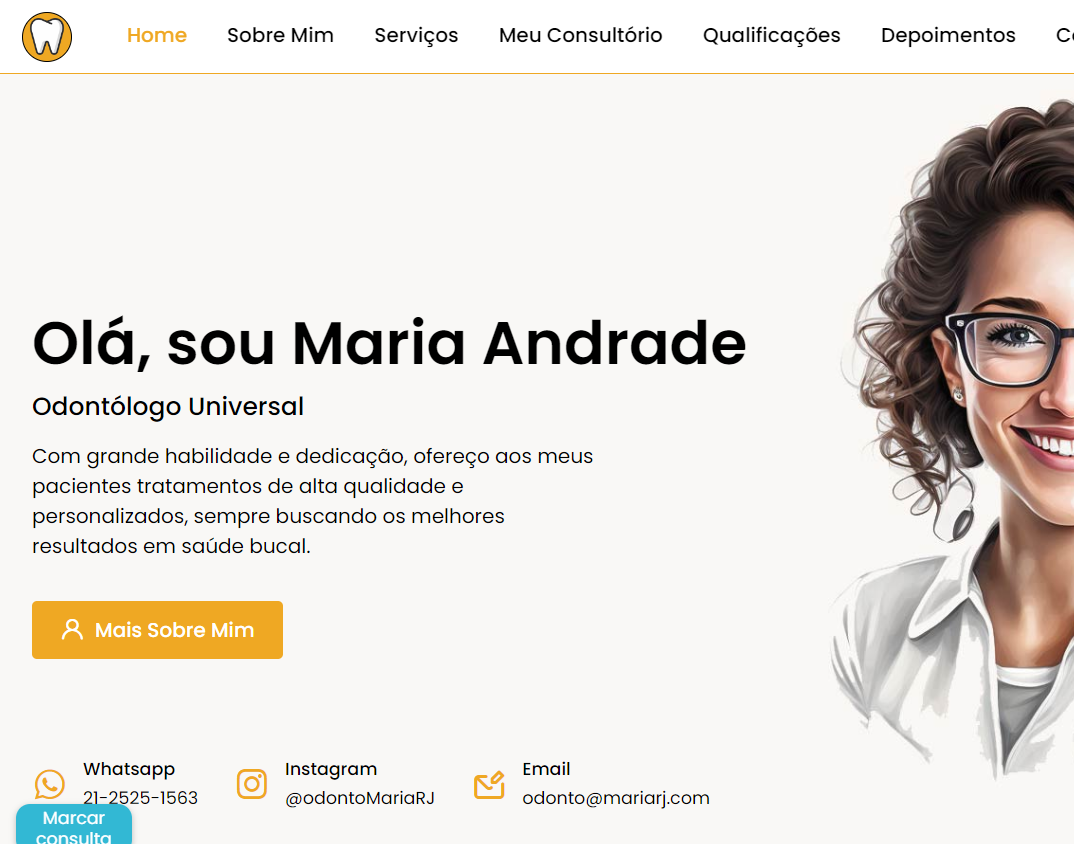 Home Sobre Mim Serviços Meu Consultório Qualificações Depoimentos
Olá, sou Maria Andrade
Odontólogo Universal
Com grande habilidade e dedicação, ofereço aos meus
pacientes tratamentos de alta qualidade e
personalizados, sempre buscando os melhores
resultados em saúde bucal.
Mais Sobre Mim
Whatsapp
21-2525-1563
Instagram
@odontoMariaRJ
Email
odonto@mariarj.com
Marcar
consulta